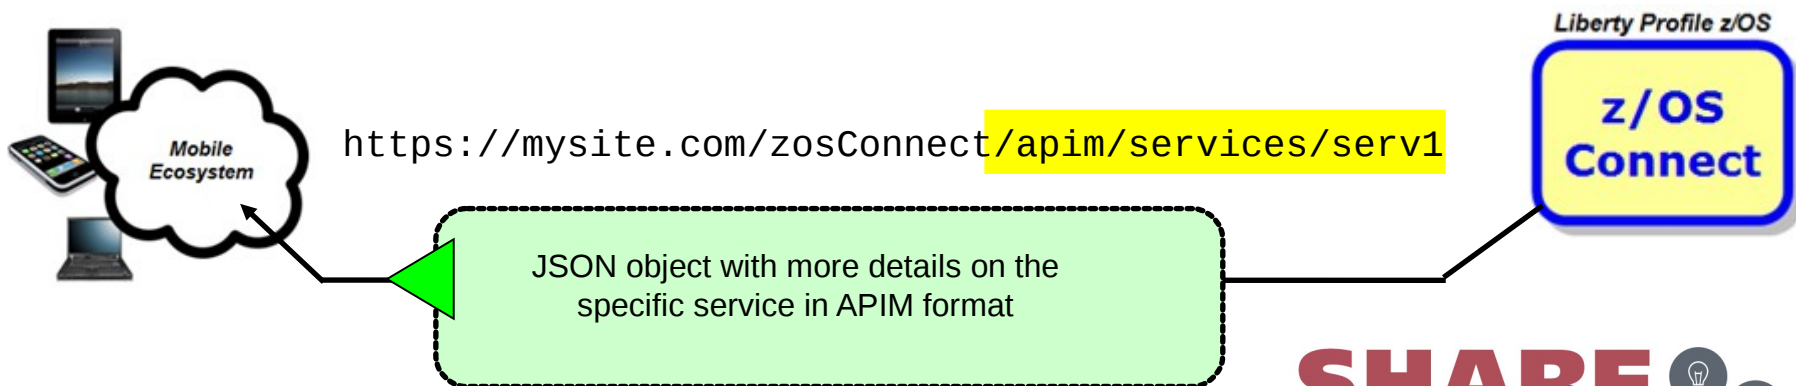 Liberty Profile z/OS
z/OS
Connect
https://mysite.com/zosConnect/apim/services/serv1
Mobile
Ecosystem
JSON object with more details on the
specific service in APIM format
SHARE